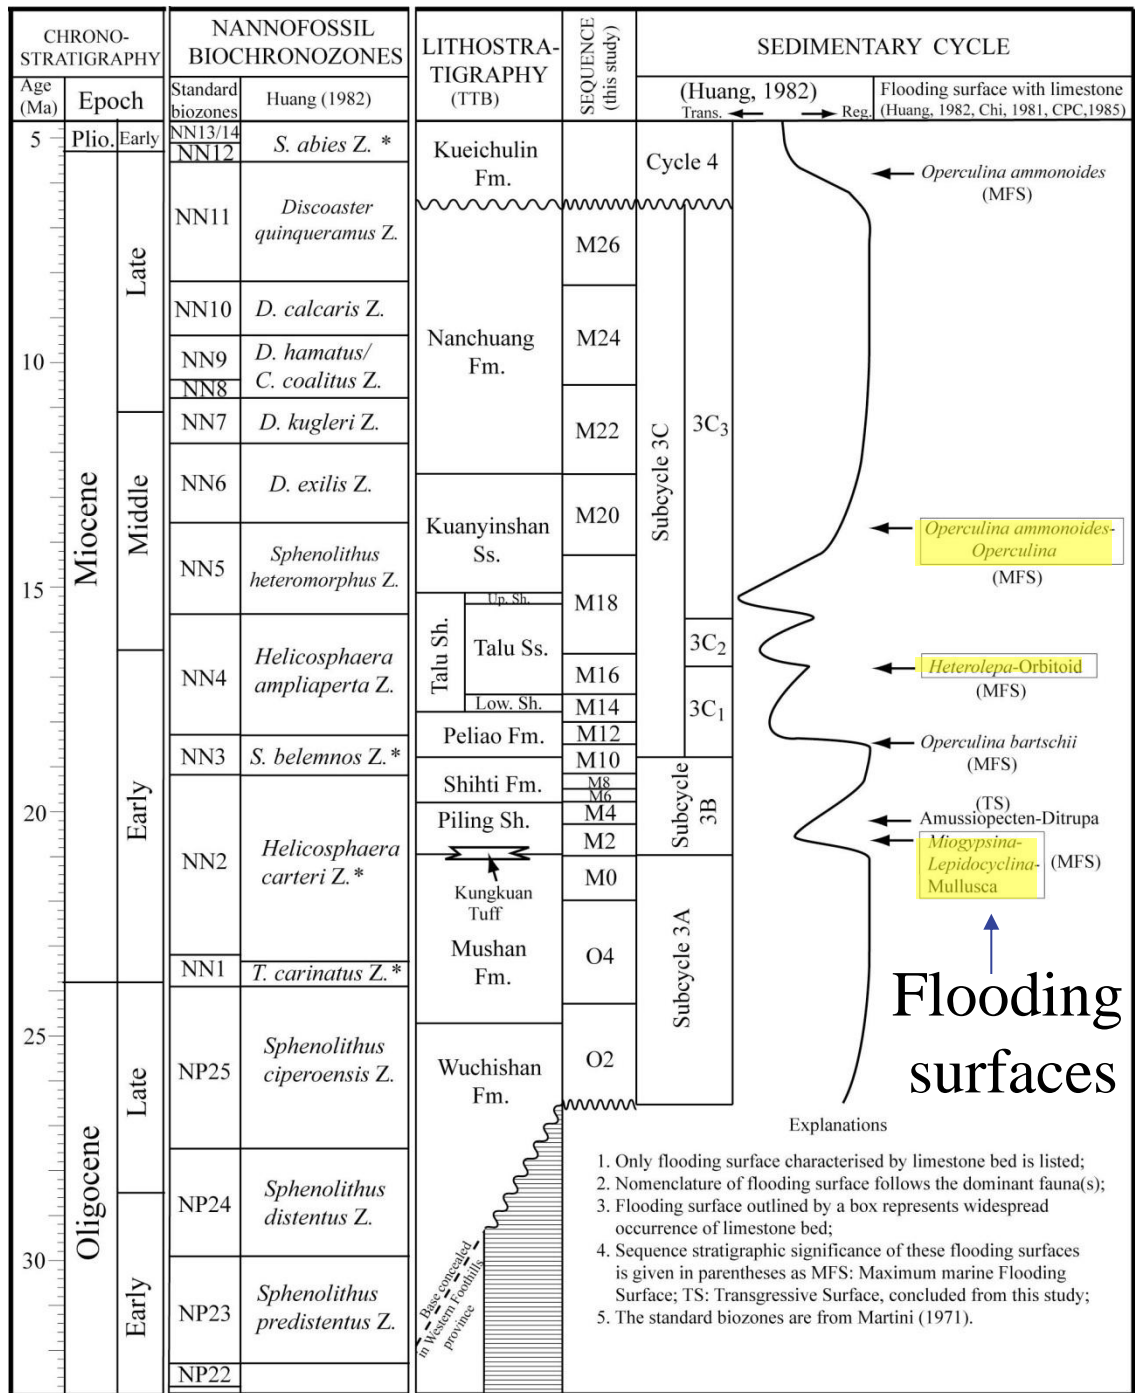 CHRONO-
STRATIGRAPHY
NANNOFOSSIL
BIOCHRONOZONES
LITHOSTRA-
TIGRAPHY
(TTB)
SEQUENCE
(this study)
SEDIMENTARY CYCLE
Age
(Ma)
Epoch
Standard
biozones
Huang (1982)
(Huang, 1982)
Trans.
Reg.
Flooding surface with limestone
(Huang, 1982, Chi, 1981, CPC,1985)
5
10
15
20
25
30
Plio.
Early
Miocene
Late
Middle
Early
Oligocene
Late
Early
NN13/14
NN12
NN11
NN10
NN9
NN8
NN7
NN6
NN5
NN4
NN3
NN2
NN1
NP25
NP24
NP23
NP22
S. abies Z. *
Discoaster
quinqueramus Z.
D. calcaris Z.
D. hamatus/
C. coalitus Z.
D. kugleri Z.
D. exilis Z.
Sphenolithus
heteromorphus Z.
Helicosphaera
ampliaperta Z.
S. belemnos Z. *
Helicosphaera
carteri Z. *
T. carinatus Z. *
Sphenolithus
ciperoensis Z.
Sphenolithus
distentus Z.
Sphenolithus
predistentus Z.
Kueichulin
Fm.
Nanchuang
Fm.
Kuanyinshan
Ss.
Talu Sh.
Up. Sh.
Talu Ss.
Low. Sh.
Peliao Fm.
Shihti Fm.
Piling Sh.
Kungkuan
Tuff
Mushan
Fm.
Wuchishan
Fm.
Base concealed
in Western Foothills
province
M26
M24
M22
M20
M18
M16
M14
M12
M10
M8
M6
M4
M2
M0
O4
O2
Cycle 4
Subcycle 3C
3C3
3C2
3C1
Subcycle
3B
Subcycle 3A
Operculina ammonoides
(MFS)
Operculina ammonoides-
Operculina
(MFS)
Heterolepa-Orbitoid
(MFS)
Operculina bartschii
(MFS)
(TS)
Amussiopecten-Ditrupa
Miogypsina-
Lepidocyclina-
Mullusca
(MFS)
Flooding
surfaces
Explanations
1. Only flooding surface characterised by limestone bed is listed;
2. Nomenclature of flooding surface follows the dominant fauna(s);
3. Flooding surface outlined by a box represents widespread
occurrence of limestone bed;
4. Sequence stratigraphic significance of these flooding surfaces
is given in parentheses as MFS: Maximum marine Flooding
Surface; TS: Transgressive Surface, concluded from this study;
5. The standard biozones are from Martini (1971).